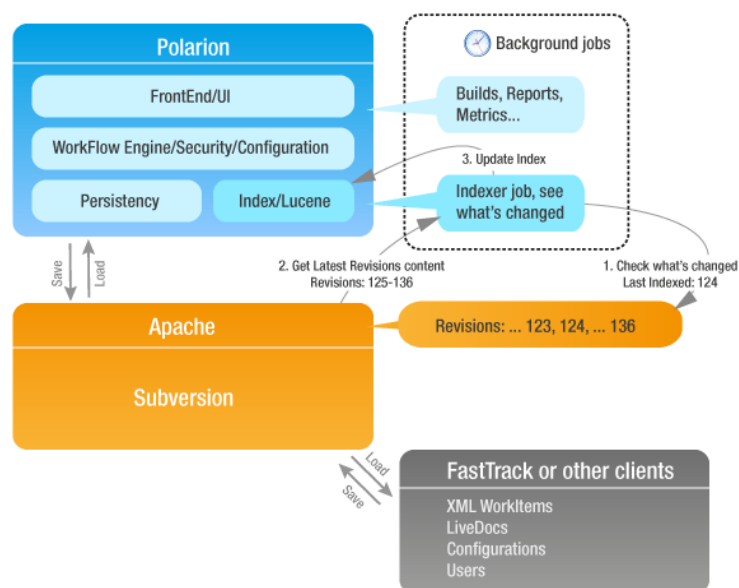 Polarion
Background jobs
FrontEnd/UI
Builds, Reports,
Metrics...
WorkFlow Engine/Security/Configuration
3. Update Index
Persistency
Index/Lucene
Indexer job, see
what's changed
Save
Load
2. Get Latest Revisions content
Revisions: 125-136
1. Check what's changed
Last Indexed: 124
Apache
Revisions: ... 123, 124, ... 136
Subversion
Load
Save
FastTrack or other clients
XML WorkItems
LiveDocs
Configurations
Users